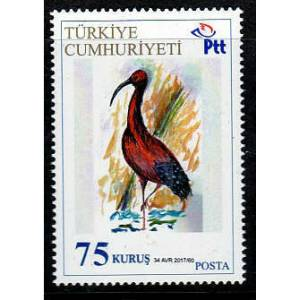 TÜRKİYE
CUMHURİYETİ
Ptt
75 KURUŞ 34 AVR 2017/60
POSTA